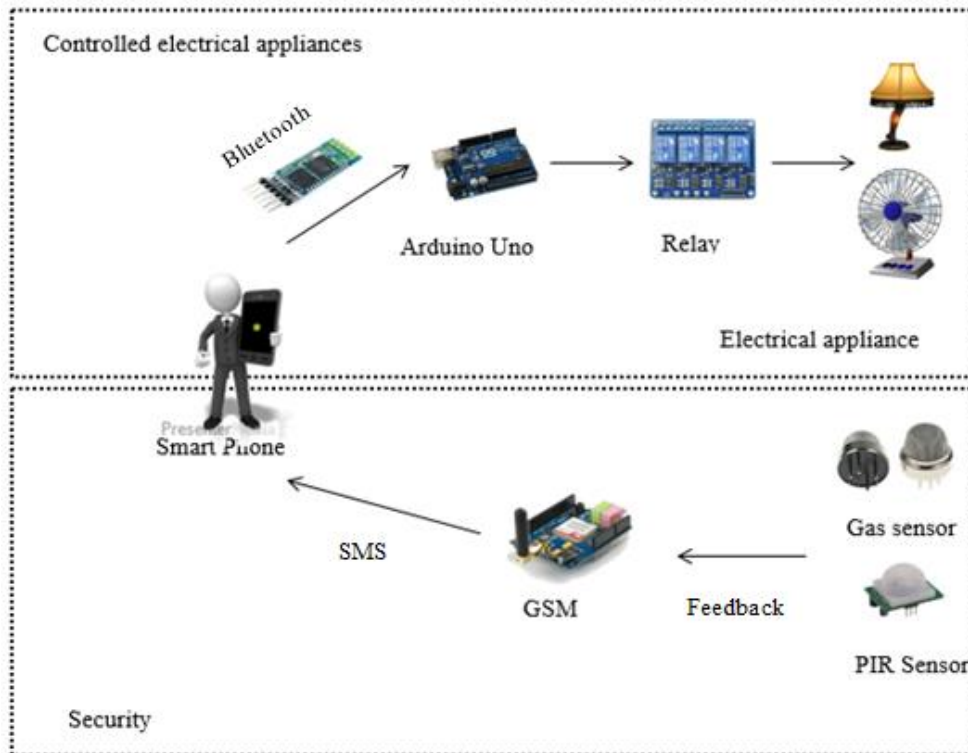 Controlled electrical appliances
Bluetooth
Arduino Uno
Relay
Electrical appliance
Presenter
Smart Phone
Gas sensor
SMS
GSM
Feedback
PIR Sensor
Security